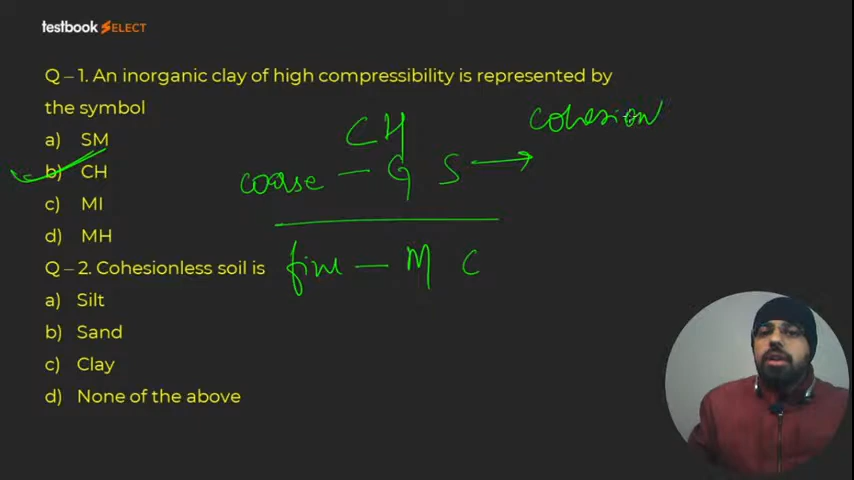 testbook SELECT
Q – 1. An inorganic clay of high compressibility is represented by
the symbol
a) SM
b) CH
c) MI
d) MH
Q – 2. Cohesionless soil is
a) Silt
b) Sand
c) Clay
d) None of the above
CH
cohesion
coarse — G S
fine — M C